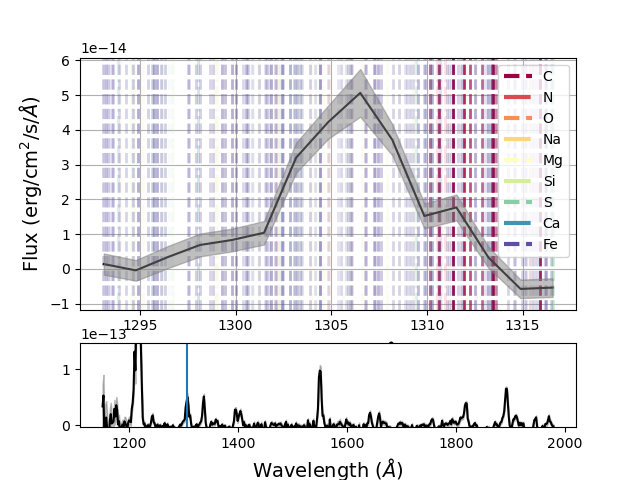 1e−14
6
5
4
3
2
1
0
−1
Flux (erg/cm²/s/Å)
C
N
O
Na
Mg
Si
S
Ca
Fe
1295 1300 1305 1310 1315
1e−13
1
0
1200 1400 1600 1800 2000
Wavelength (Å)